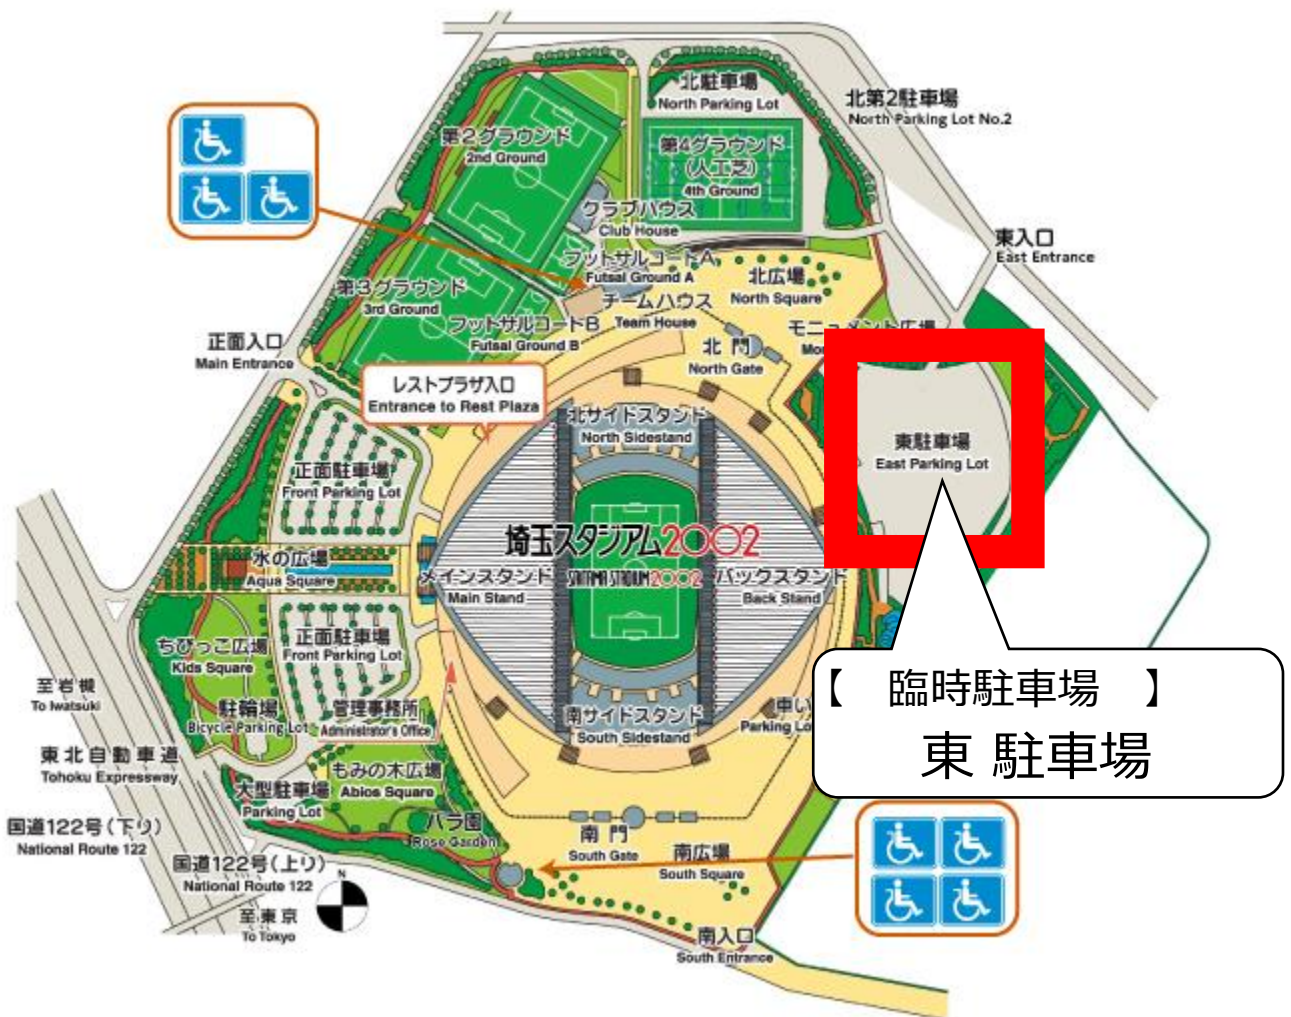 北駐車場
North Parking Lot
北第2駐車場
North Parking Lot No.2
第2グラウンド
2nd Ground
第4グラウンド
(人工芝)
4th Ground
クラブハウス
Club House
東入口
East Entrance
フットサルコートA
Futsal Ground A
北広場
North Square
第3グラウンド
3rd Ground
チームハウス
Team House
フットサルコートB
Futsal Ground B
モニュメント広場
Mo
正面入口
Main Entrance
北門
North Gate
レストプラザ入口
Entrance to Rest Plaza
北サイドスタンド
North Sidestand
東駐車場
East Parking Lot
正面駐車場
Front Parking Lot
埼玉スタジアム2002
SAITAMA STADIUM 2002
水の広場
Aqua Square
メインスタンド
Main Stand
バックスタンド
Back Stand
ちびっこ広場
Kids Square
正面駐車場
Front Parking Lot
【 臨時駐車場 】
東 駐車場
至岩槻
To Iwatsuki
駐輪場
Bicycle Parking Lot
管理事務所
Administrator's Office
南サイドスタンド
South Sidestand
車い
Parking Lo
東北自動車道
Tohoku Expressway
もみの木広場
Abios Square
大型駐車場
Parking Lot
バラ園
Rose Garden
国道122号(下り)
National Route 122
南門
South Gate
南広場
South Square
国道122号(上り)
National Route 122
N
至東京
To Tokyo
南入口
South Entrance